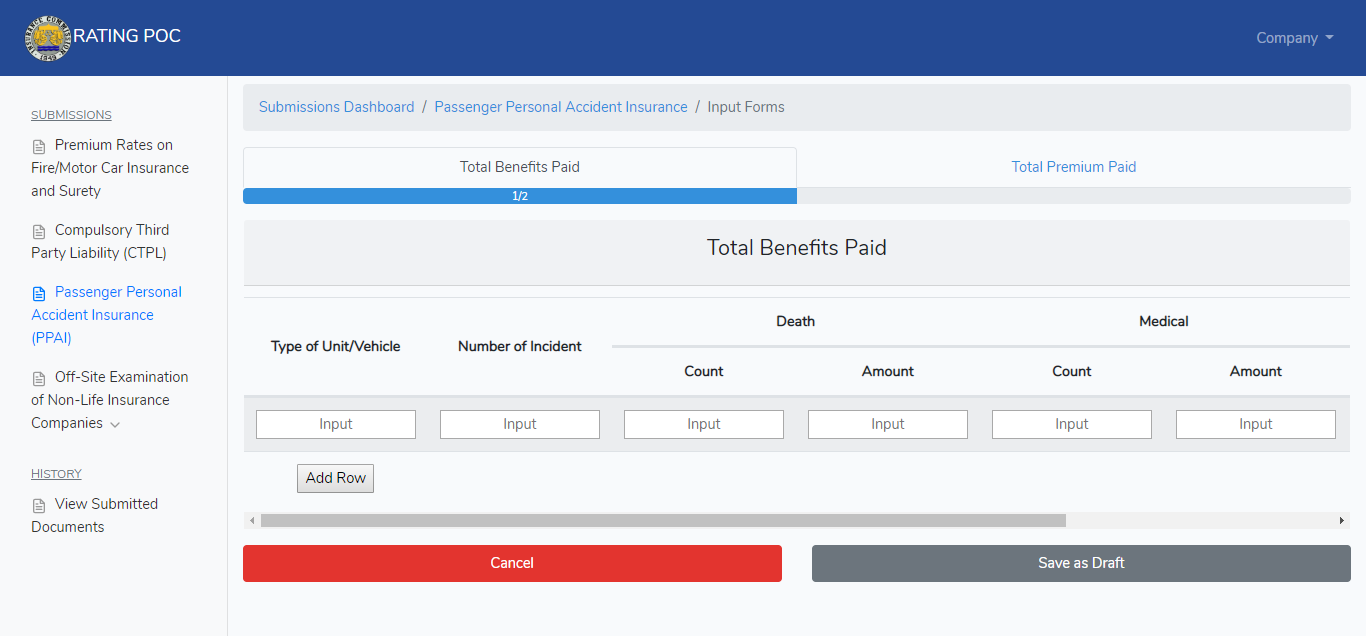 INSURANCE COMMISSION
1949
RATING POC
Company
SUBMISSIONS
Premium Rates on
Fire/Motor Car Insurance
and Surety
Compulsory Third
Party Liability (CTPL)
Passenger Personal
Accident Insurance
(PPAI)
Off-Site Examination
of Non-Life Insurance
Companies
HISTORY
View Submitted
Documents
Submissions Dashboard / Passenger Personal Accident Insurance / Input Forms
Total Benefits Paid Total Premium Paid
1/2
Total Benefits Paid
Death Medical
Type of Unit/Vehicle Number of Incident
Count Amount Count Amount
Input Input Input Input Input Input
Add Row
Cancel Save as Draft